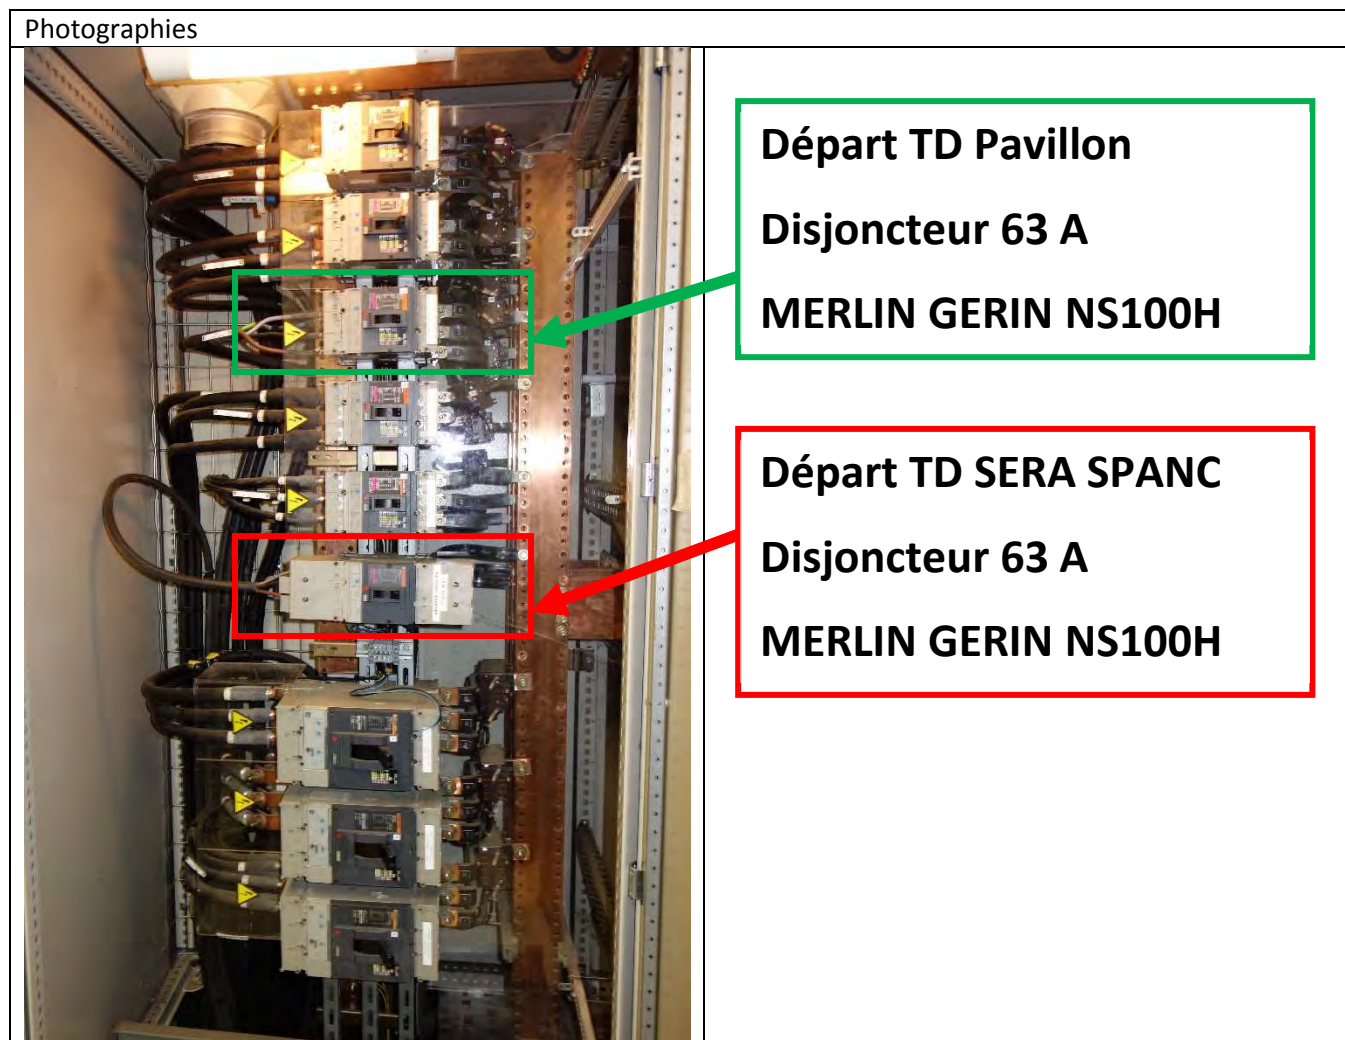 Photographies
Départ TD Pavillon
Disjoncteur 63 A
MERLIN GERIN NS100H
Départ TD SERA SPANC
Disjoncteur 63 A
MERLIN GERIN NS100H